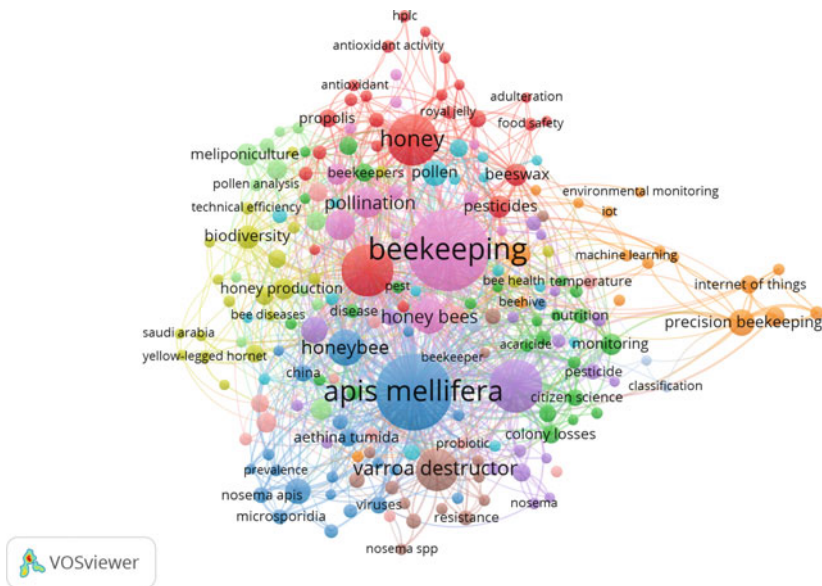 hplc
antioxidant activity
antioxidant
adulteration
royal jelly
propolis
food safety
honey
meliponiculture
beekeepers
pollen
beeswax
pollen analysis
environmental monitoring
technical efficiency
pollination
pesticides
iot
biodiversity
beekeeping
machine learning
bee health
temperature
internet of things
honey production
pest
beehive
disease
nutrition
bee diseases
honey bees
precision beekeeping
saudi arabia
honeybee
acaricide
monitoring
yellow-legged hornet
beekeeper
china
pesticide
classification
apis mellifera
citizen science
aethina tumida
probiotic
colony losses
prevalence
varroa destructor
nosema apis
viruses
nosema
microsporidia
resistance
nosema spp
VOSviewer